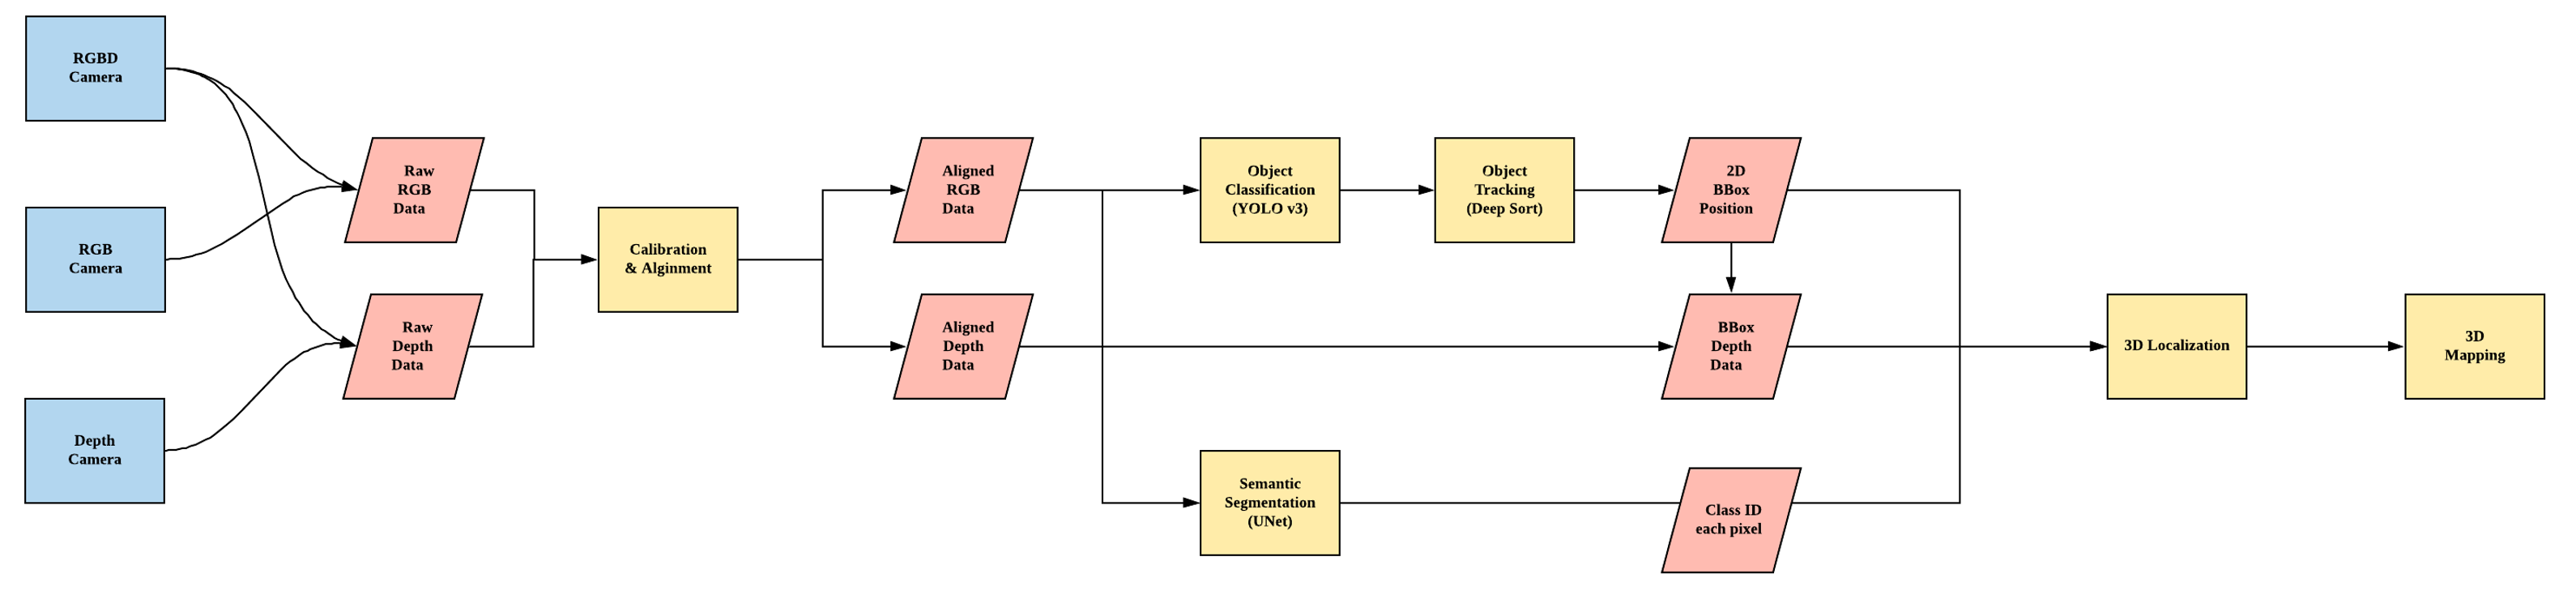 RGBD
Camera
RGB
Camera
Depth
Camera
Raw
RGB
Data
Raw
Depth
Data
Calibration
& Alginment
Aligned
RGB
Data
Aligned
Depth
Data
Object
Classification
(YOLO v3)
Object
Tracking
(Deep Sort)
2D
BBox
Position
BBox
Depth
Data
Semantic
Segmentation
(UNet)
Class ID
each pixel
3D Localization
3D
Mapping